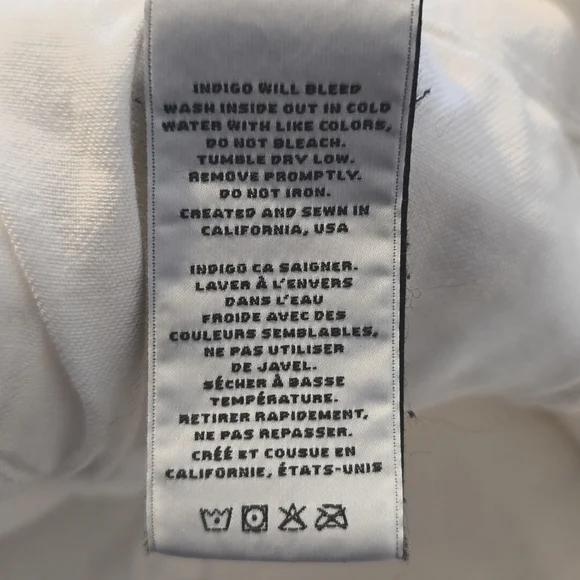 INDIGO WILL BLEED
WASH INSIDE OUT IN COLD
WATER WITH LIKE COLORS,
DO NOT BLEACH.
TUMBLE DRY LOW.
REMOVE PROMPTLY.
DO NOT IRON.
CREATED AND SEWN IN
CALIFORNIA, USA
INDIGO CA SAIGNER.
LAVER À L'ENVERS
DANS L'EAU
FROIDE AVEC DES
COULEURS SEMBLABLES,
NE PAS UTILISER
DE JAVEL.
SÉCHER À BASSE
TEMPÉRATURE.
RETIRER RAPIDEMENT,
NE PAS REPASSER.
CRÉÉ ET COUSUE EN
CALIFORNIE, ÉTATS-UNIS